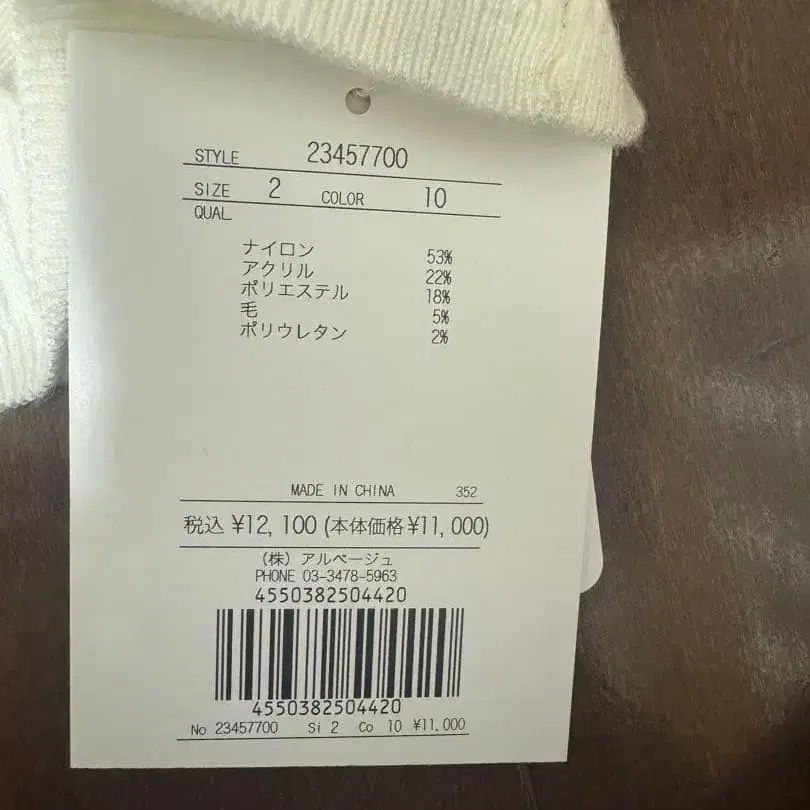 STYLE 23457700
SIZE 2 COLOR 10
QUAL
ナイロン 53%
アクリル 22%
ポリエステル 18%
毛 5%
ポリウレタン 2%
MADE IN CHINA 352
税込 ¥12,100 (本体価格¥11,000)
(株) アルページュ
PHONE 03-3478-5963
4550382504420
4550382504420
No 23457700 Si 2 Co 10 ¥11,000